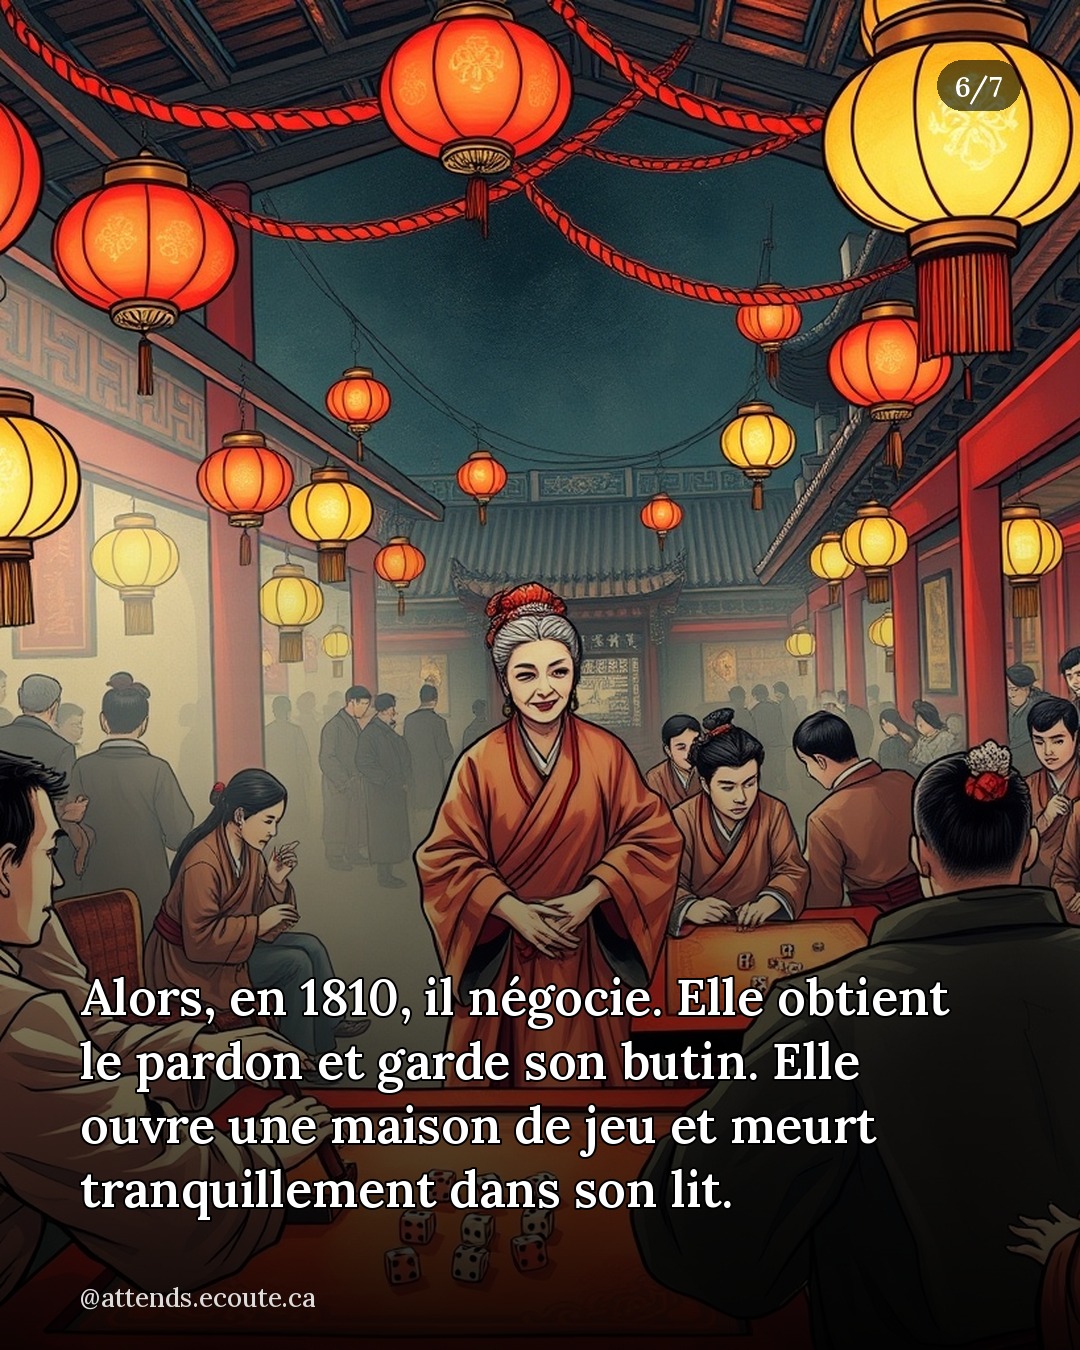 6/7
Alors, en 1810, il négocie. Elle obtient
le pardon et garde son butin. Elle
ouvre une maison de jeu et meurt
tranquillement dans son lit.
@attends.ecoute.ca